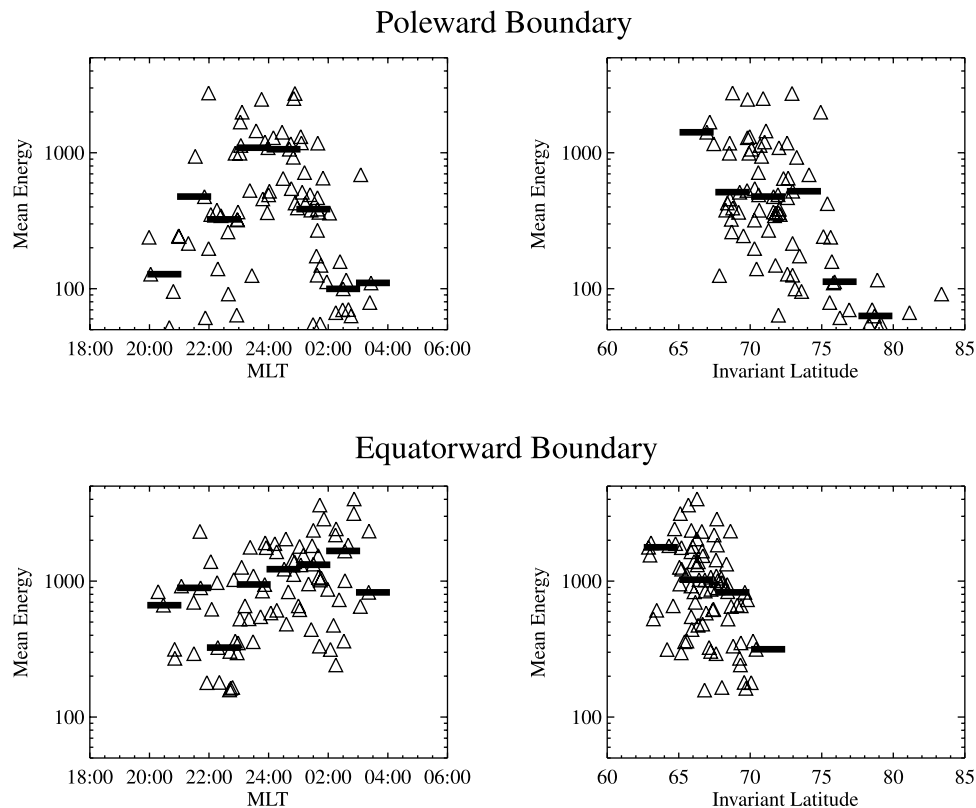 Poleward Boundary
Mean Energy
1000
100
18:00 20:00 22:00 24:00 02:00 04:00 06:00
MLT
Mean Energy
1000
100
60 65 70 75 80 85
Invariant Latitude
Equatorward Boundary
Mean Energy
1000
100
18:00 20:00 22:00 24:00 02:00 04:00 06:00
MLT
Mean Energy
1000
100
60 65 70 75 80 85
Invariant Latitude